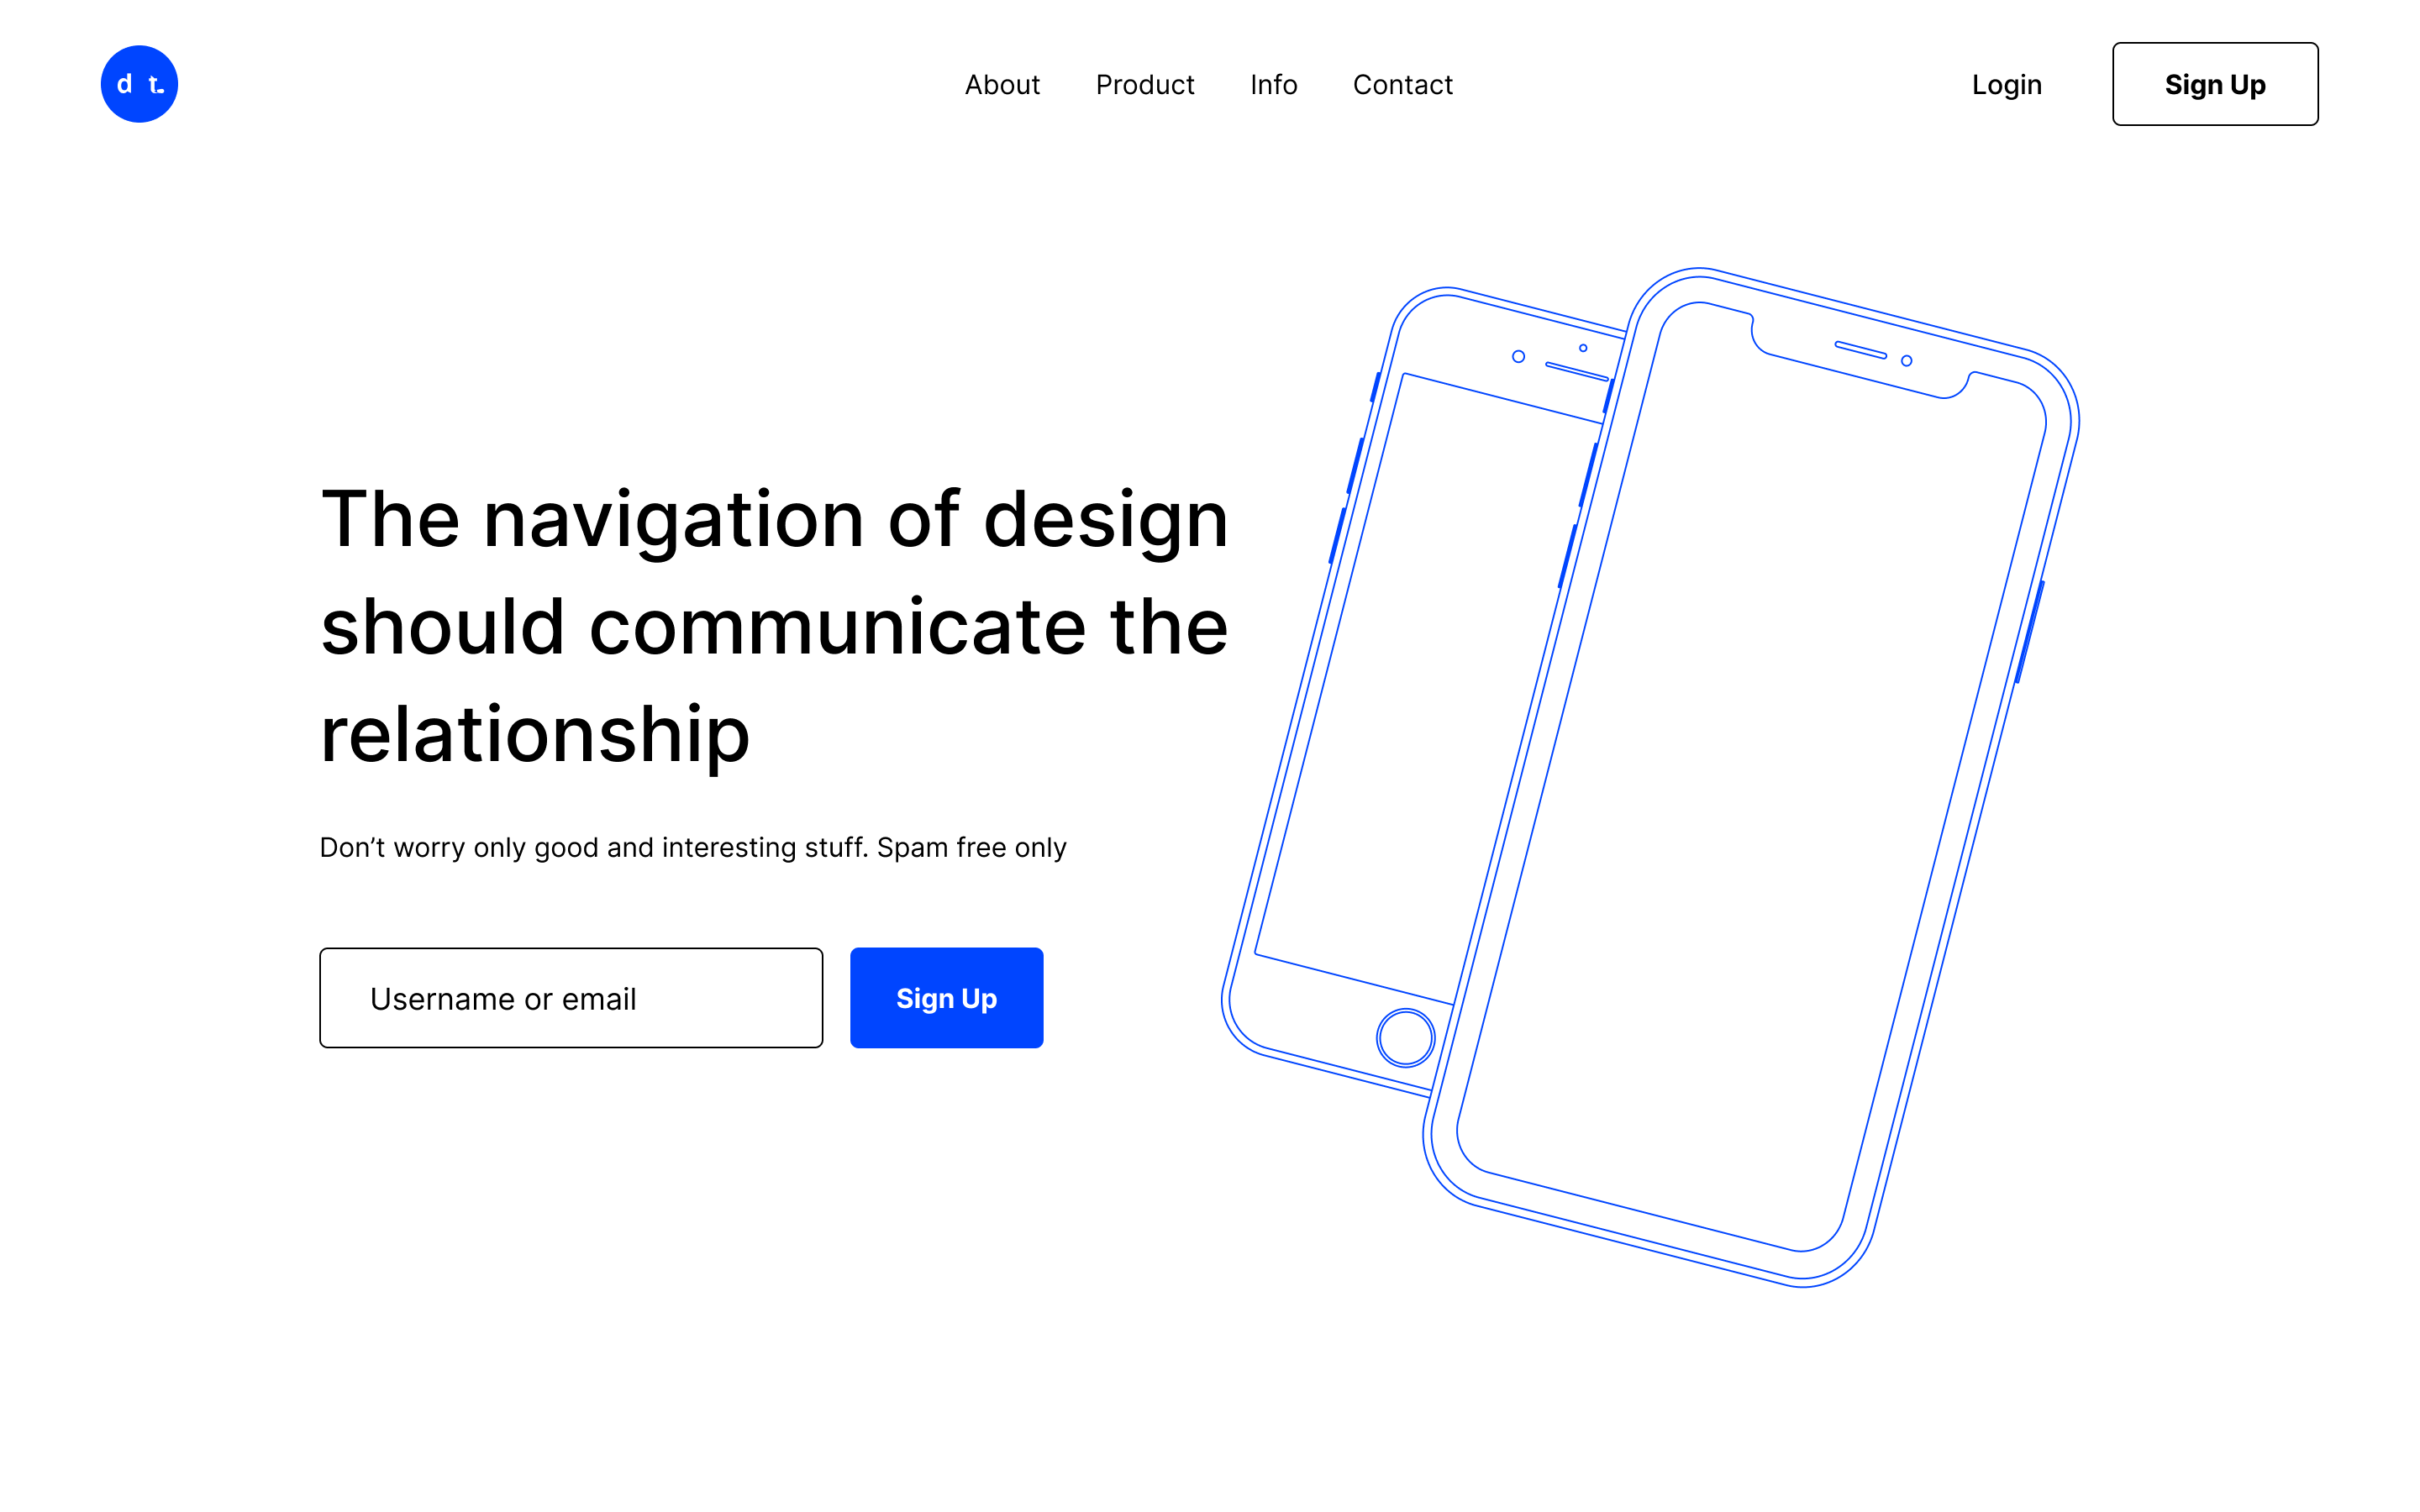 d t.
About Product Info Contact Login Sign Up
The navigation of design
should communicate the
relationship
Don’t worry only good and interesting stuff. Spam free only
Username or email Sign Up